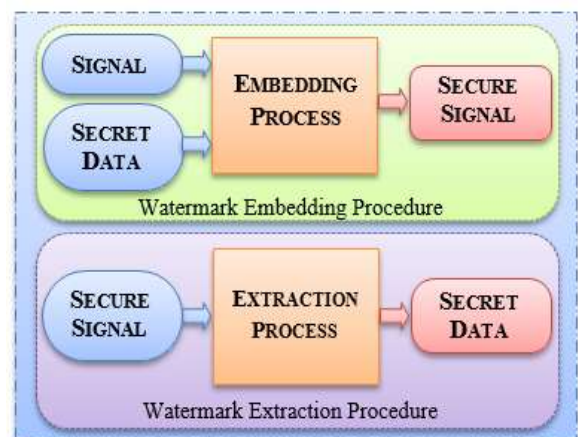 SIGNAL
SECRET
DATA
EMBEDDING
PROCESS
SECURE
SIGNAL
Watermark Embedding Procedure
SECURE
SIGNAL
EXTRACTION
PROCESS
SECRET
DATA
Watermark Extraction Procedure